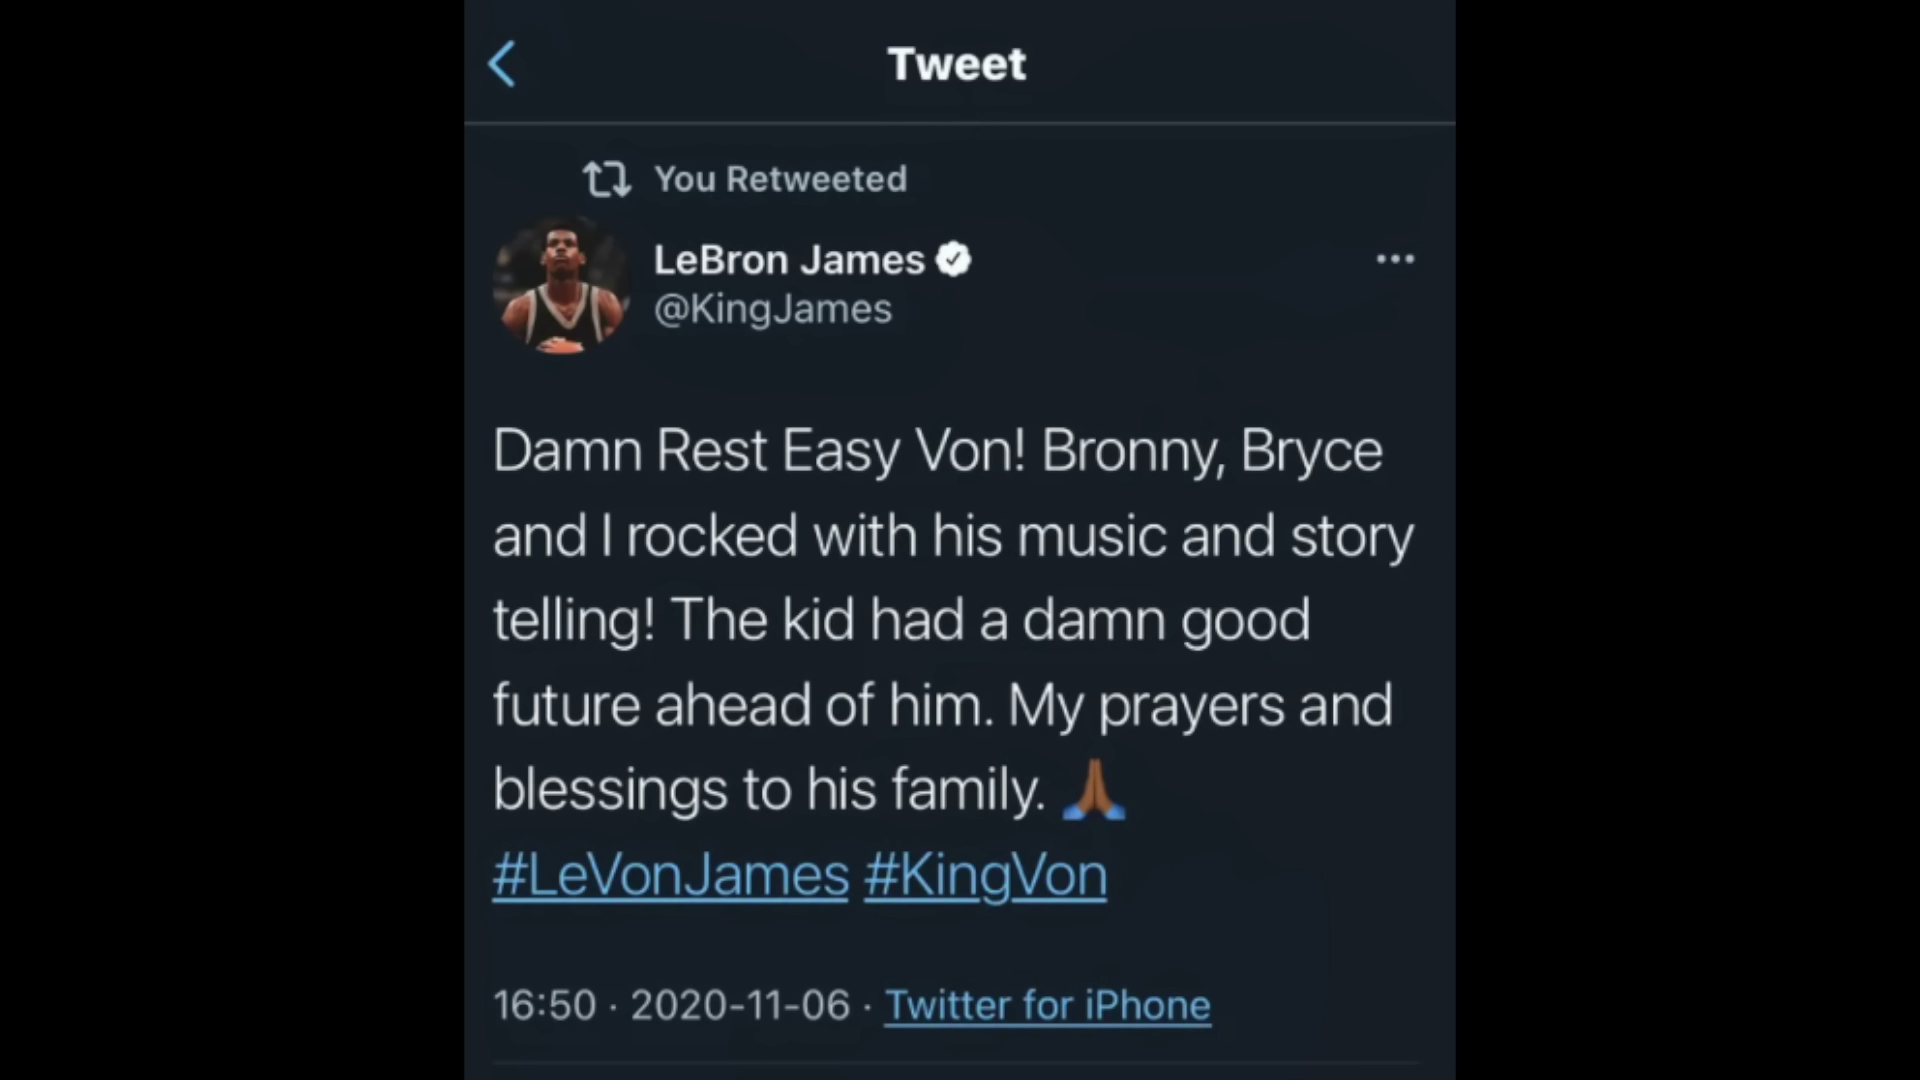 Tweet
You Retweeted
LeBron James
@KingJames
Damn Rest Easy Von! Bronny, Bryce
and I rocked with his music and story
telling! The kid had a damn good
future ahead of him. My prayers and
blessings to his family. 🙏🏾
#LeVonJames #KingVon
16:50 · 2020-11-06 · Twitter for iPhone